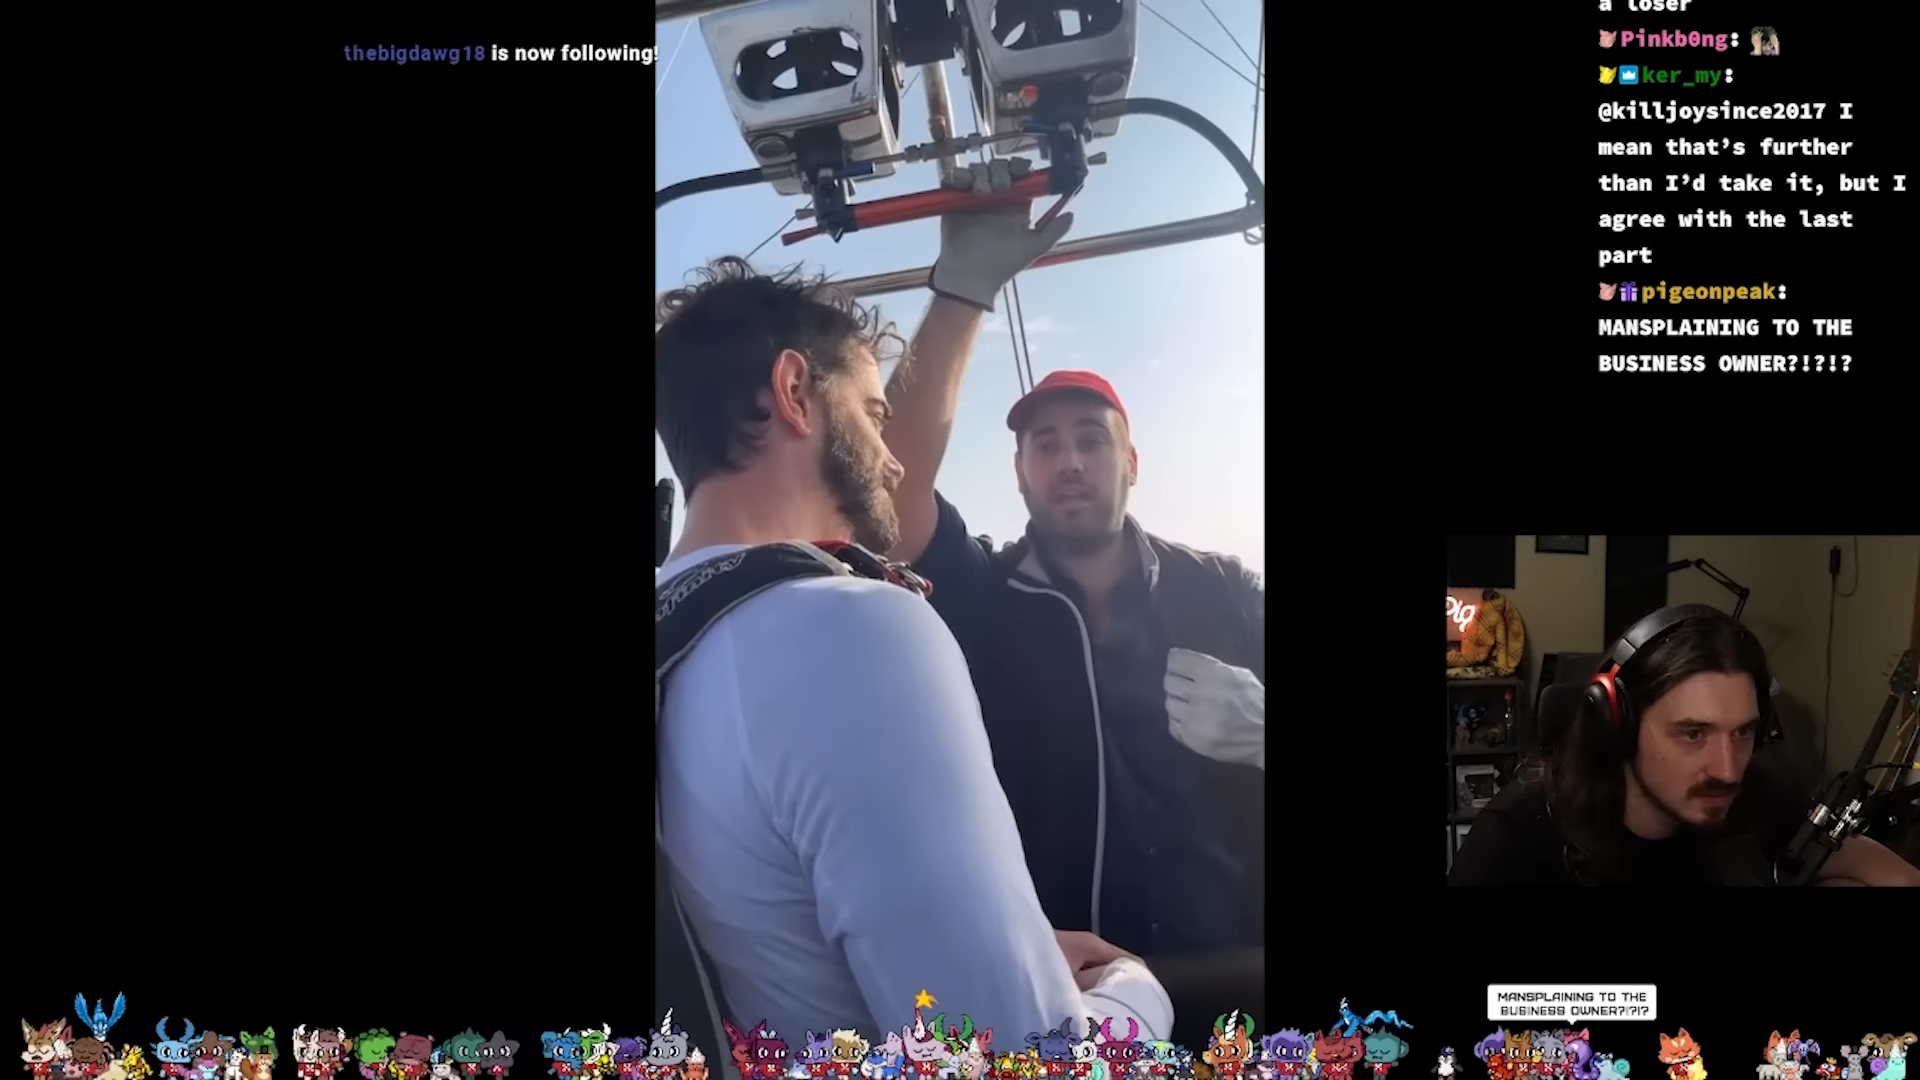 thebigdawg18 is now following!
a loser
Pinkb0ng:
ker_my:
@killjoysince2017 I
mean that's further
than I'd take it, but I
agree with the last
part
pigeonpeak:
MANSPLAINING TO THE
BUSINESS OWNER?!?!?
MANSPLAINING TO THE
BUSINESS OWNER?!?!?